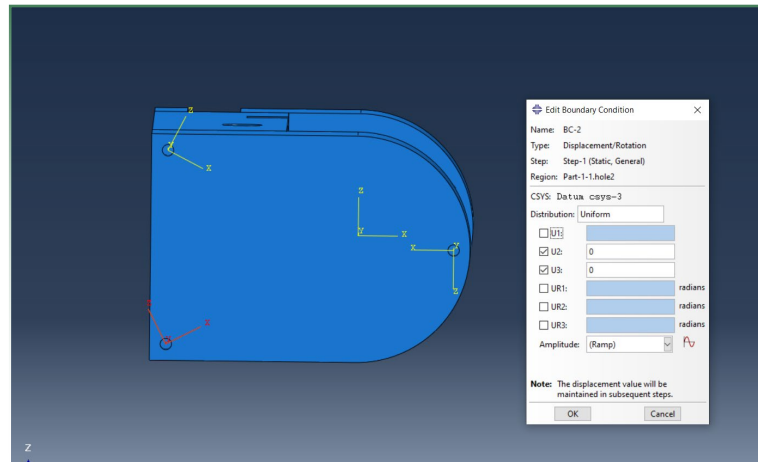 Z
Y
X
Z
Y
X
X
Y
Z
X
Y
Z
Edit Boundary Condition
Name: BC-2
Type: Displacement/Rotation
Step: Step-1 (Static, General)
Region: Part-1-1.hole2
CSYS: Datum csys-3
Distribution: Uniform
U1:
U2: 0
U3: 0
UR1: radians
UR2: radians
UR3: radians
Amplitude: (Ramp)
Note: The displacement value will be
maintained in subsequent steps.
OK Cancel
Z